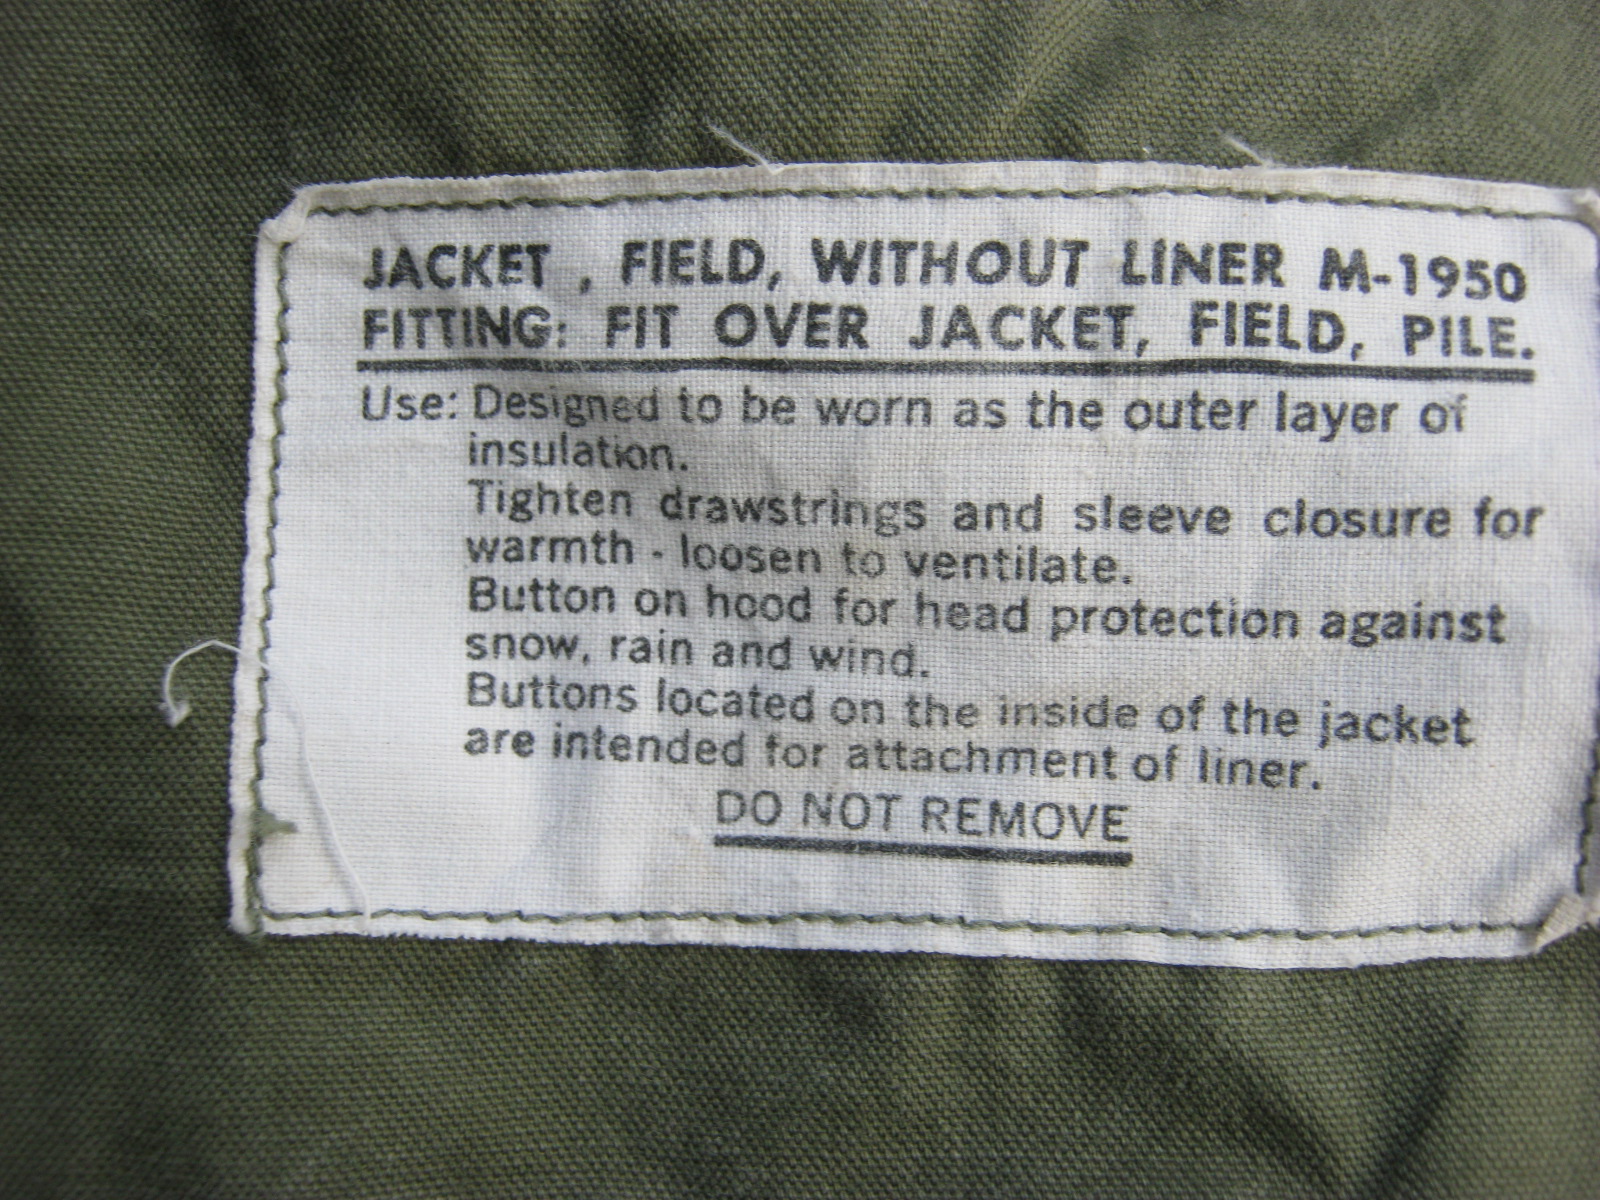 JACKET , FIELD, WITHOUT LINER M-1950
FITTING: FIT OVER JACKET, FIELD, PILE.
Use: Designed to be worn as the outer layer of
insulation.
Tighten drawstrings and sleeve closure for
warmth - loosen to ventilate.
Button on hood for head protection against
snow, rain and wind.
Buttons located on the inside of the jacket
are intended for attachment of liner.
DO NOT REMOVE